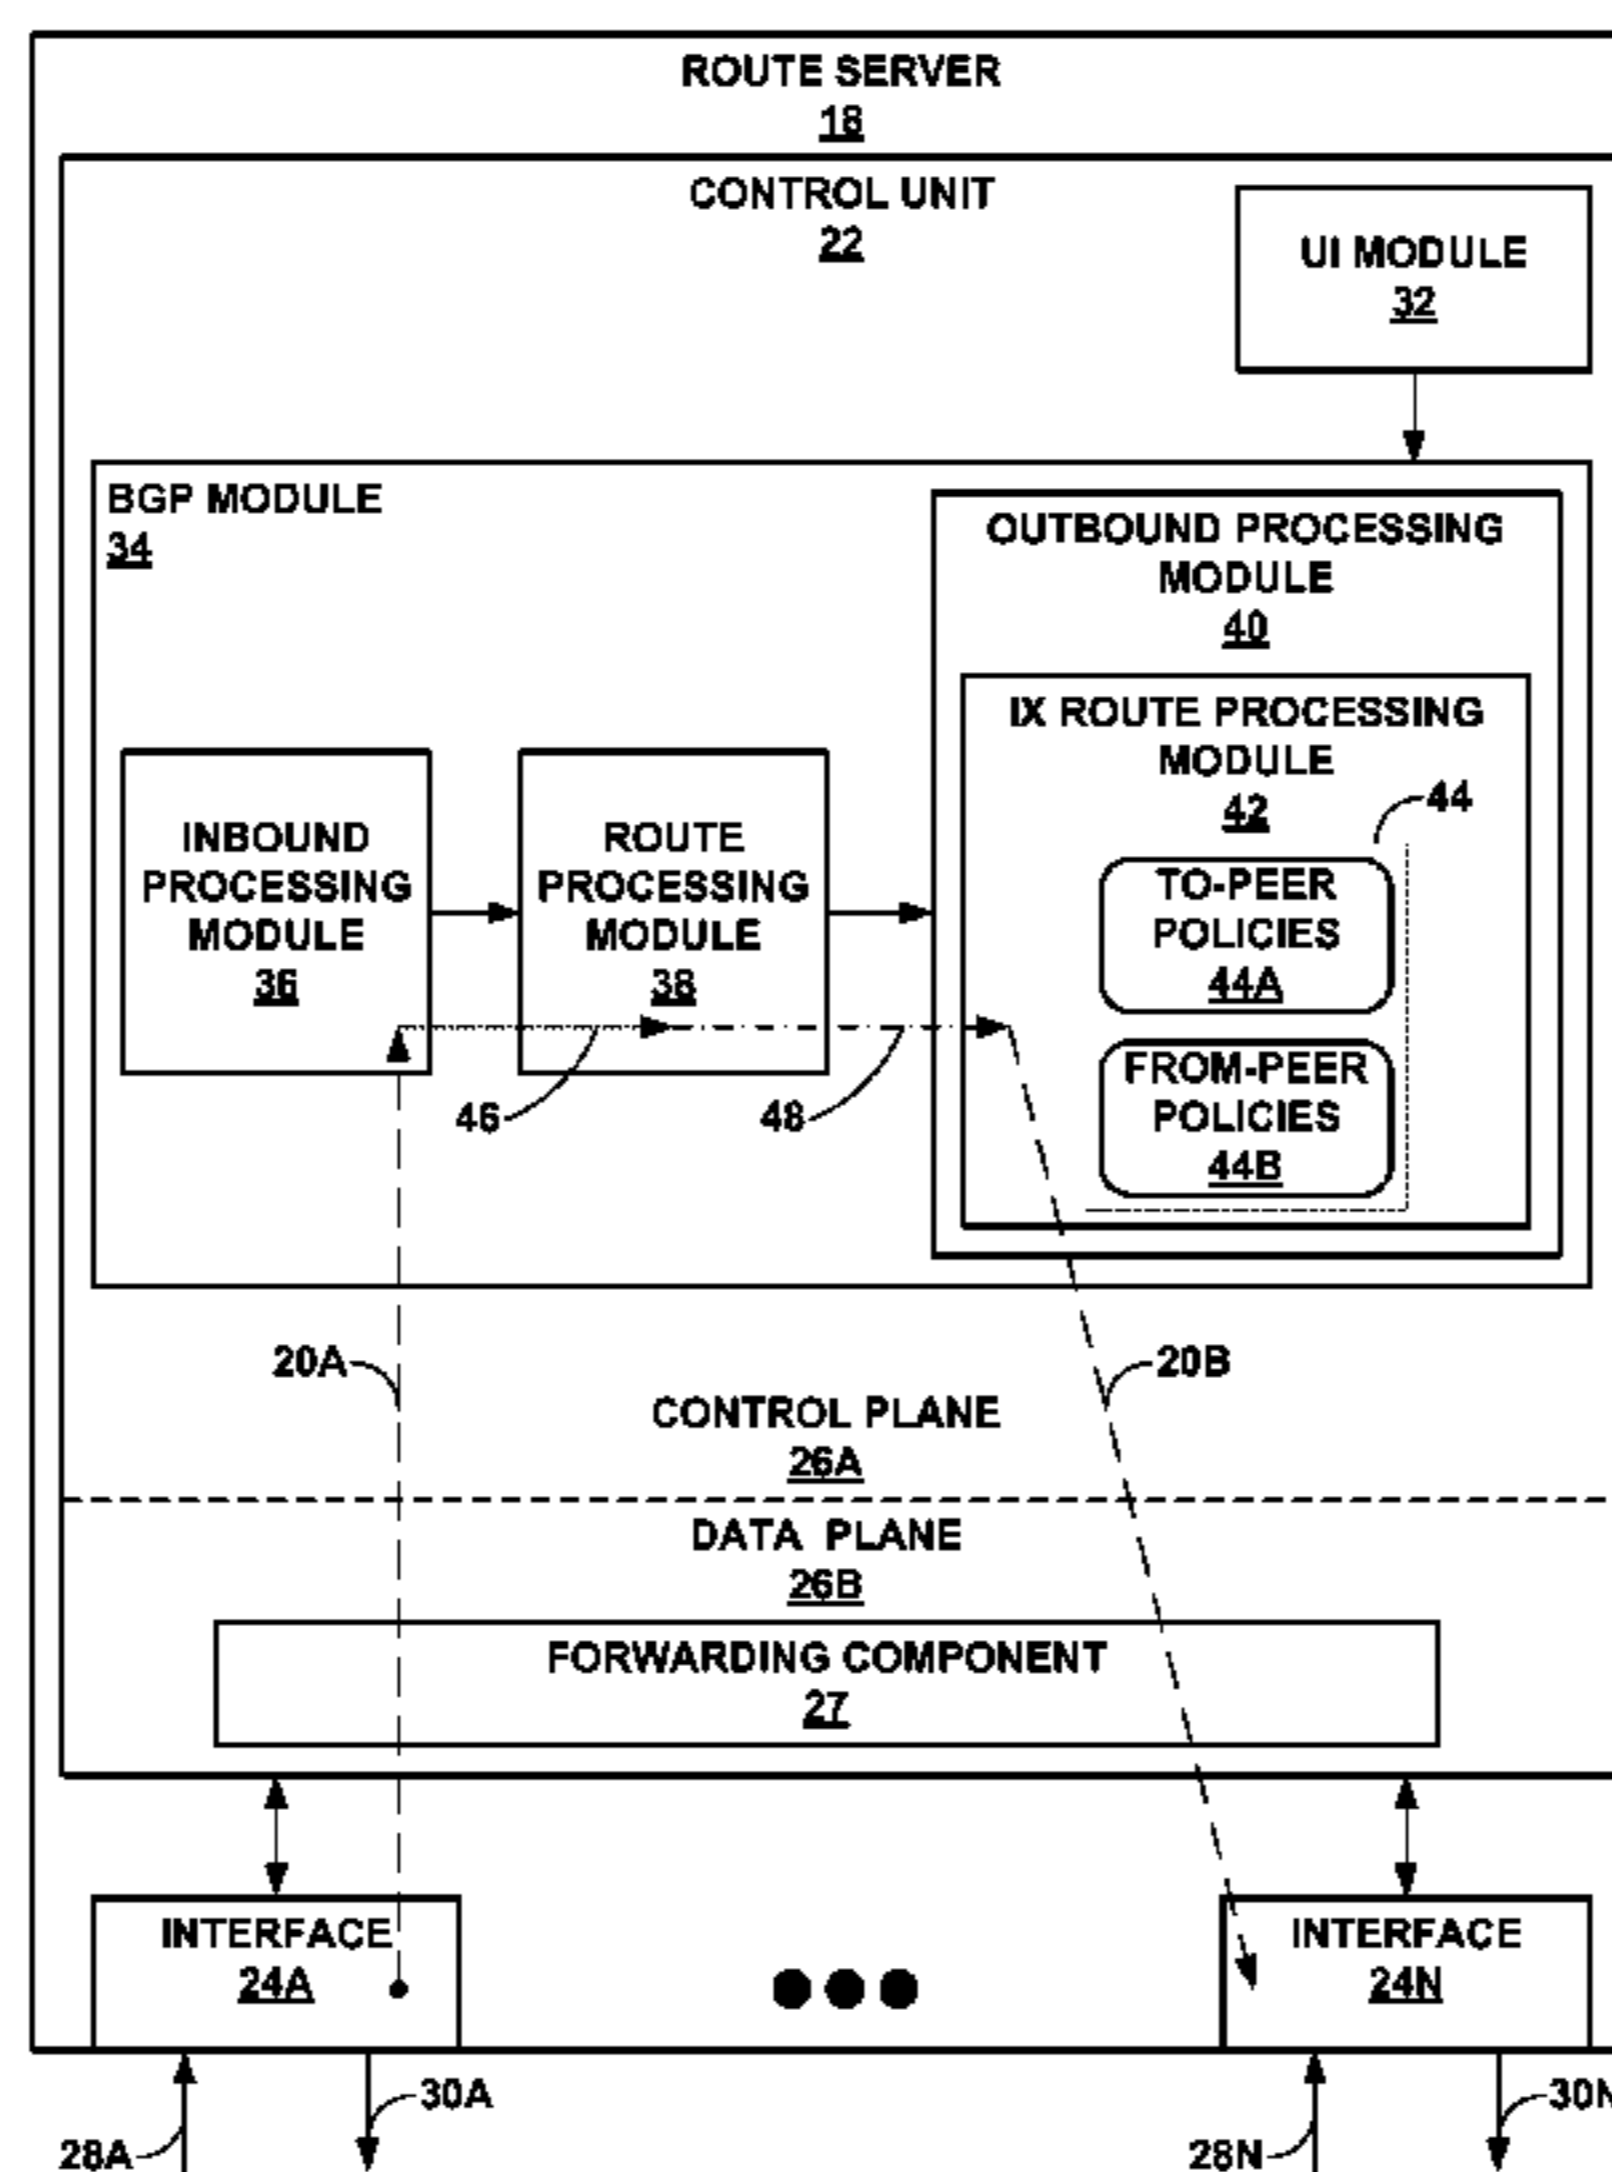 ROUTE SERVER
18
CONTROL UNIT
22
UI MODULE
32
BGP MODULE
34
OUTBOUND PROCESSING
MODULE
40
IX ROUTE PROCESSING
MODULE
42
44
INBOUND
PROCESSING
MODULE
36
ROUTE
PROCESSING
MODULE
38
TO-PEER
POLICIES
44A
FROM-PEER
POLICIES
44B
46
48
20A
20B
CONTROL PLANE
26A
DATA PLANE
26B
FORWARDING COMPONENT
27
INTERFACE
24A
INTERFACE
24N
30A
30N
28A
28N